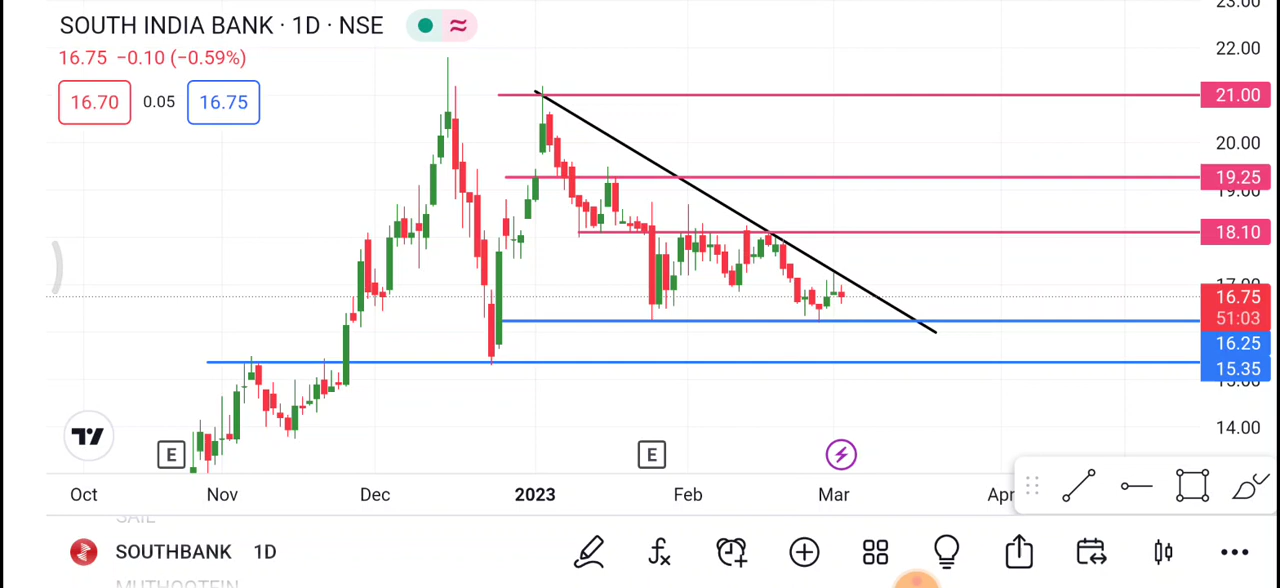 SOUTH INDIA BANK · 1D · NSE
23.00
16.75 −0.10 (−0.59%)
22.00
16.70 0.05 16.75
21.00
20.00
19.25
19.00
18.10
17.00
16.75
51:03
16.25
15.35
15.00
14.00
E E
Oct Nov Dec 2023 Feb Mar Apr
SAIL
SOUTHBANK 1D
MUTHOOTFIN